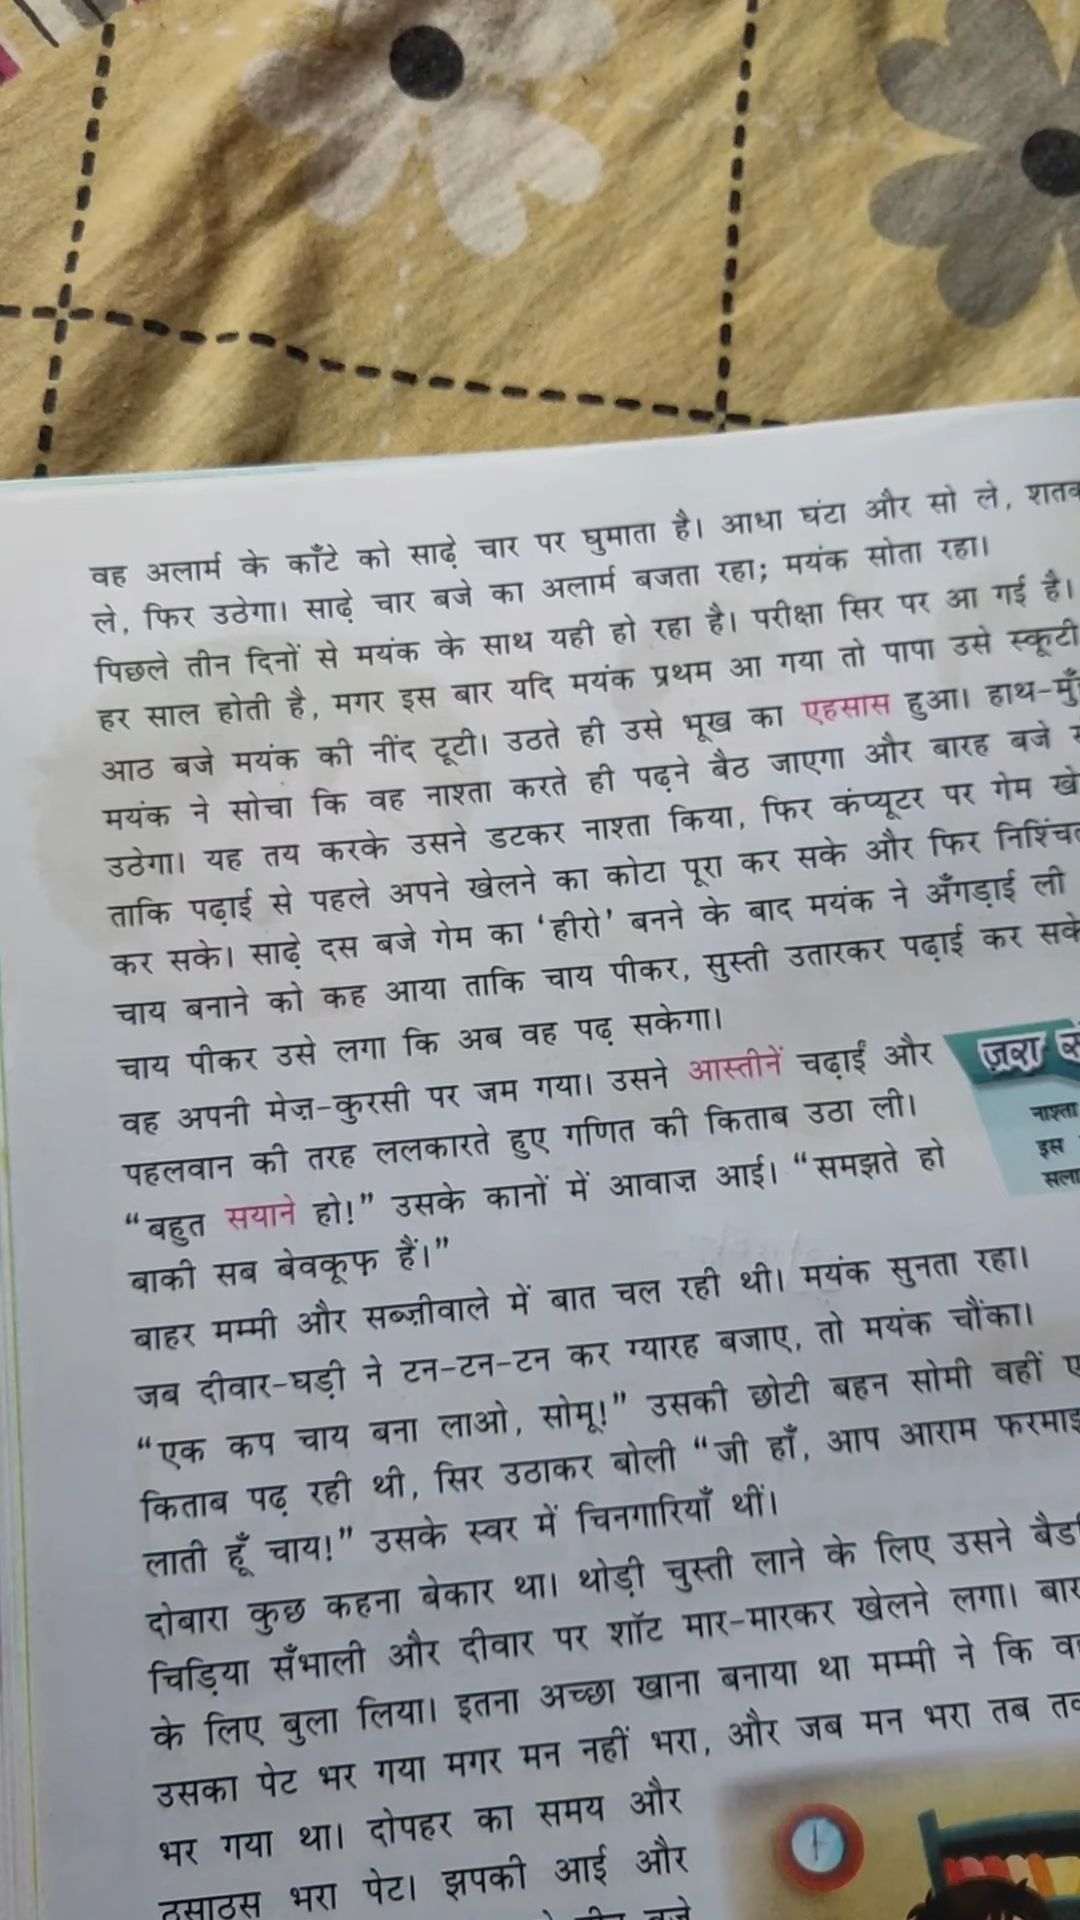 वह अलार्म के काँटे को साढ़े चार पर घुमाता है। आधा घंटा और सो ले,
ले, फिर उठेगा। साढ़े चार बजे का अलार्म बजता रहा; मयंक सोता रहा।
पिछले तीन दिनों से मयंक के साथ यही हो रहा है। परीक्षा सिर पर आ गई है।
हर साल होती है, मगर इस बार यदि मयंक प्रथम आ गया तो पापा उसे स्कूटी
आठ बजे मयंक की नींद टूटी। उठते ही उसे भूख का एहसास हुआ।
मयंक ने सोचा कि वह नाश्ता करते ही पढ़ने बैठ जाएगा और बारह बजे
उठेगा। यह तय करके उसने डटकर नाश्ता किया, फिर कंप्यूटर पर गेम
ताकि पढ़ाई से पहले अपने खेलने का कोटा पूरा कर सके और फिर
कर सके। साढ़े दस बजे गेम का ‘हीरो’ बनने के बाद मयंक ने अँगड़ाई ली
चाय बनाने को कह आया ताकि चाय पीकर, सुस्ती उतारकर पढ़ाई कर सके
चाय पीकर उसे लगा कि अब वह पढ़ सकेगा।
वह अपनी मेज़-कुरसी पर जम गया। उसने आस्तीनें चढ़ाईं और
पहलवान की तरह ललकारते हुए गणित की किताब उठा ली।
“बहुत सयाने हो!” उसके कानों में आवाज़ आई। “समझते हो
बाकी सब बेवकूफ़ हैं।”
बाहर मम्मी और सब्ज़ीवाले में बात चल रही थी। मयंक सुनता रहा।
जब दीवार-घड़ी ने टन-टन-टन कर ग्यारह बजाए, तो मयंक चौंका।
“एक कप चाय बना लाओ, सोमू!” उसकी छोटी बहन सोमी वहीं
किताब पढ़ रही थी, सिर उठाकर बोली “जी हाँ, आप आराम
लाती हूँ चाय!” उसके स्वर में चिनगारियाँ थीं।
दोबारा कुछ कहना बेकार था। थोड़ी चुस्ती लाने के लिए उसने
चिड़िया सँभाली और दीवार पर शॉट मार-मारकर खेलने लगा।
के लिए बुला लिया। इतना अच्छा खाना बनाया था मम्मी ने कि
उसका पेट भर गया मगर मन नहीं भरा, और जब मन भरा तब
भर गया था। दोपहर का समय और
ठसाठस भरा पेट। झपकी आई और
ज़रा
नाश्ता
इस